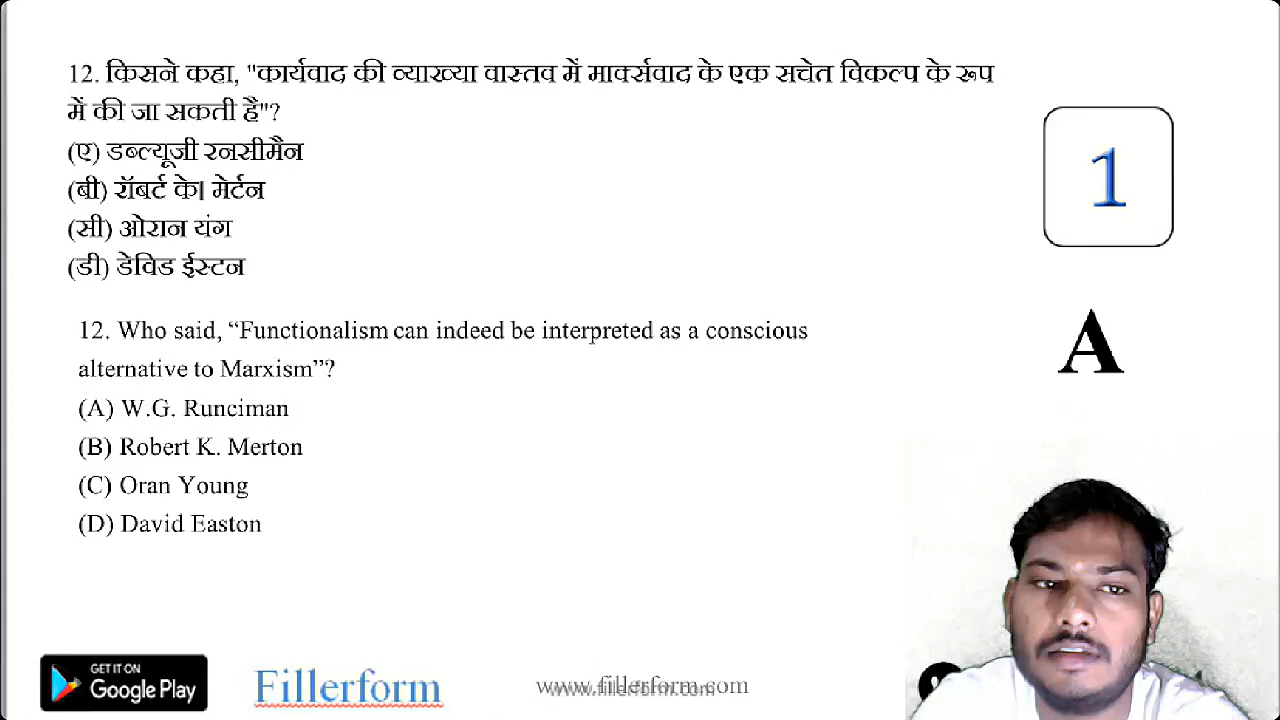 12. किसने कहा, "कार्यवाद की व्याख्या वास्तव में मार्क्सवाद के एक सचेत विकल्प के रूप
में की जा सकती है"?
(ए) डब्ल्यूजी रनसीमैन
(बी) रॉबर्ट के। मेर्टन
(सी) ओरान यंग
(डी) डेविड ईस्टन
1
A
12. Who said, “Functionalism can indeed be interpreted as a conscious
alternative to Marxism”?
(A) W.G. Runciman
(B) Robert K. Merton
(C) Oran Young
(D) David Easton
GET IT ON
Google Play
Fillerform
www.fillerform.com